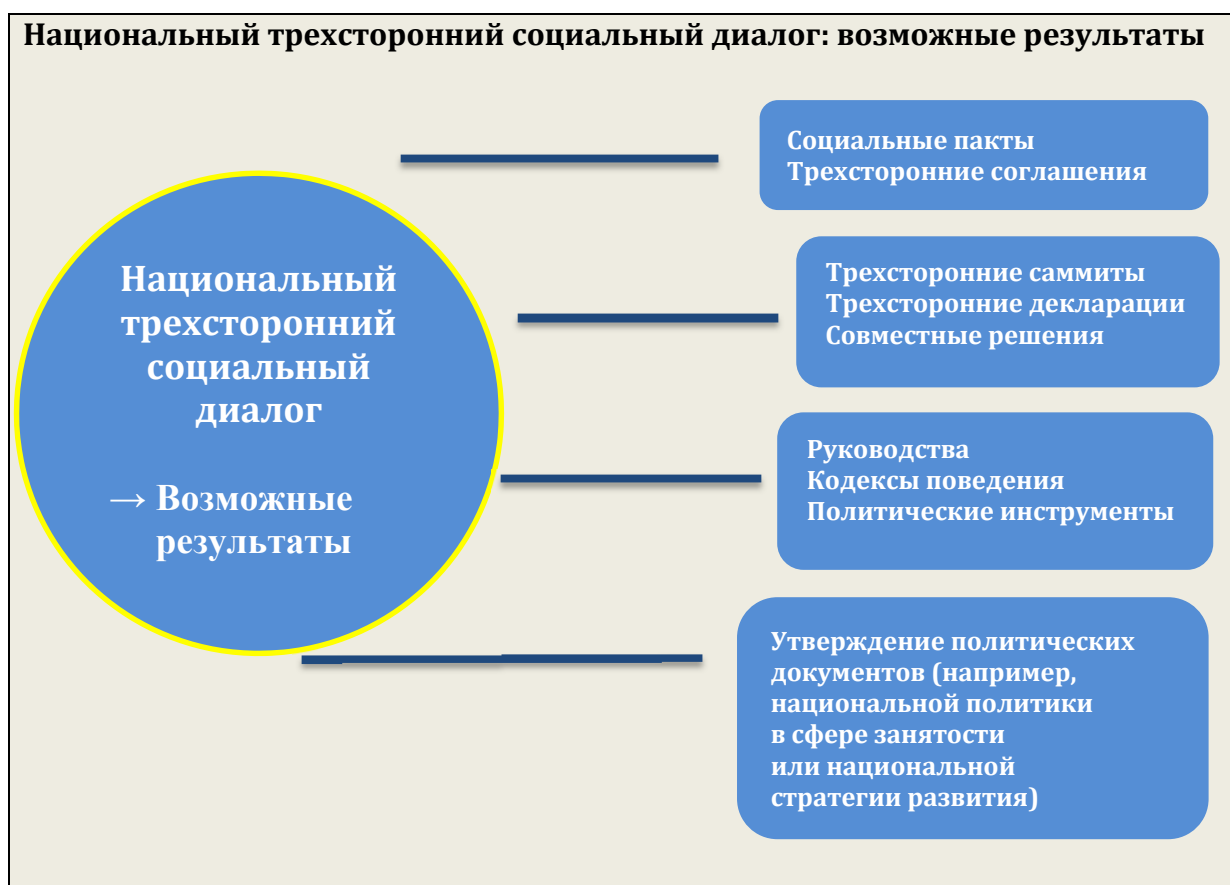 Национальный трехсторонний социальный диалог: возможные результаты
Национальный
трехсторонний
социальный
диалог
→ Возможные
результаты
Социальные пакты
Трехсторонние соглашения
Трехсторонние саммиты
Трехсторонние декларации
Совместные решения
Руководства
Кодексы поведения
Политические инструменты
Утверждение политических
документов (например,
национальной политики
в сфере занятости
или национальной
стратегии развития)